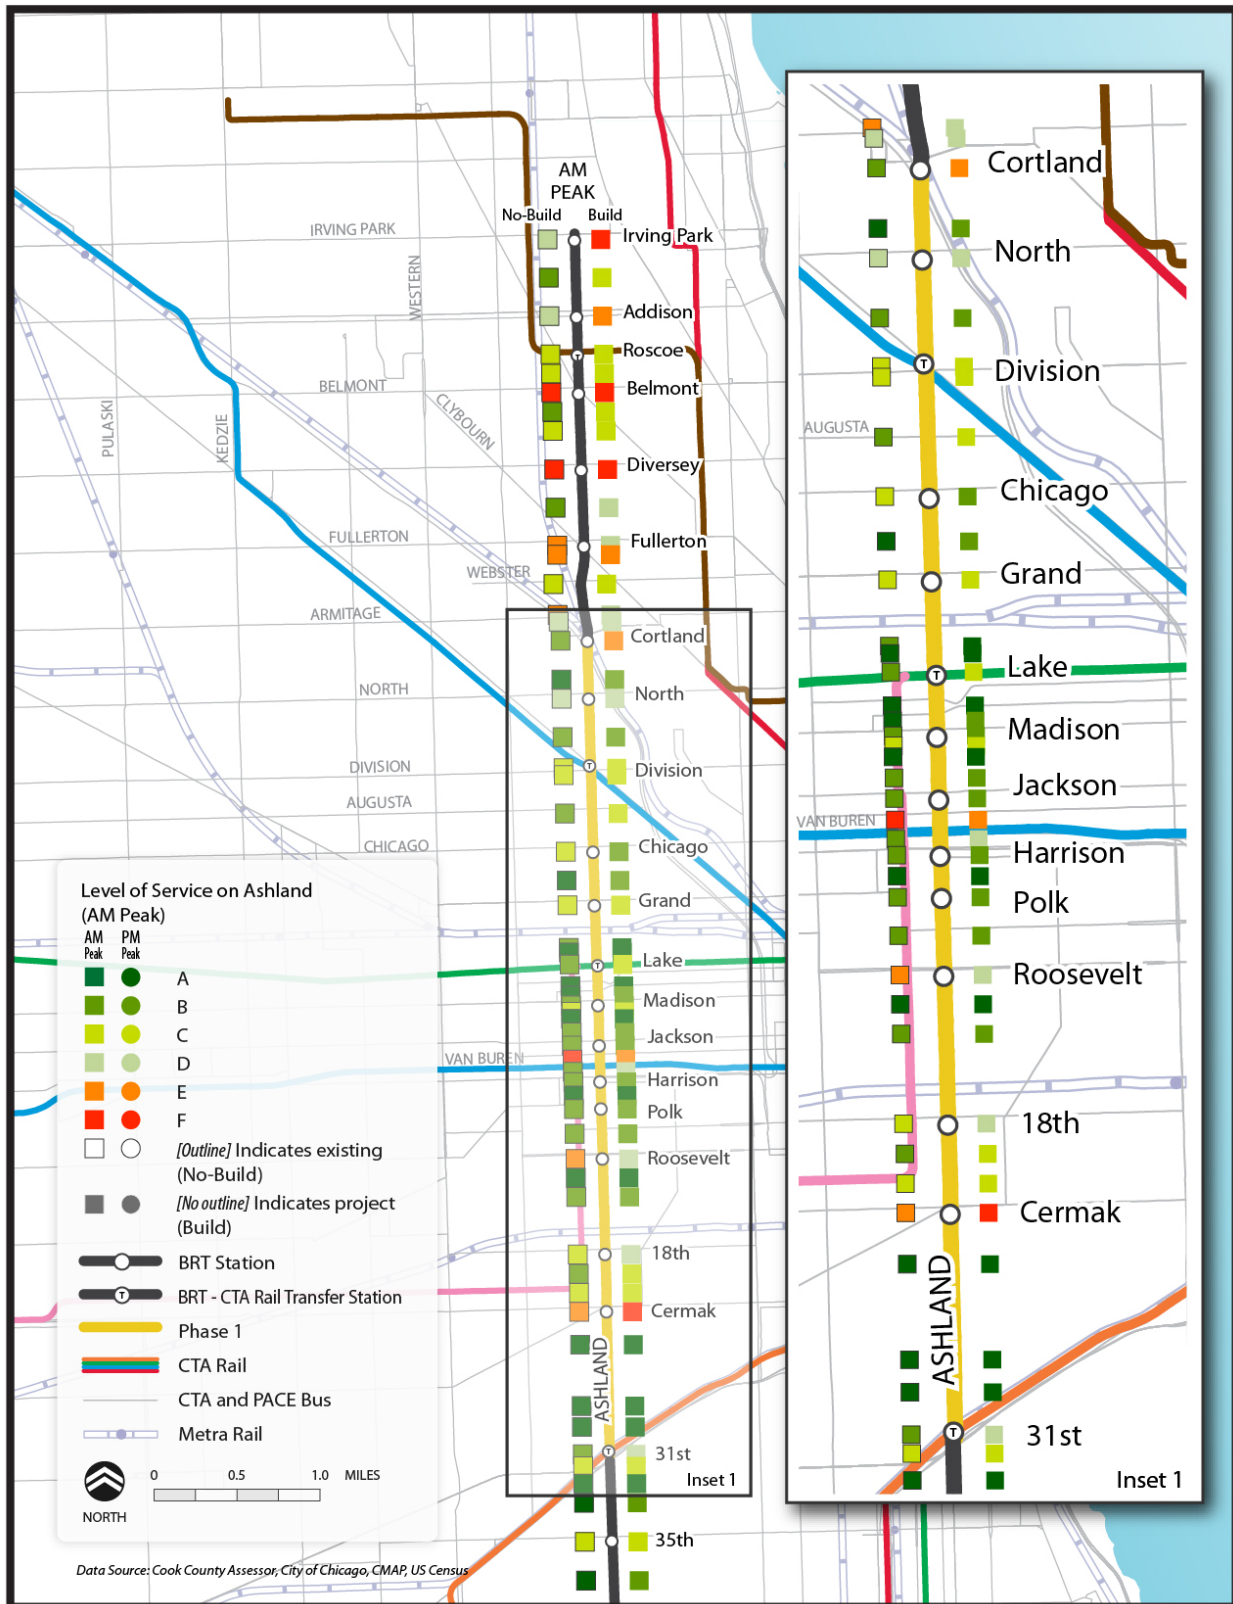 AM
PEAK
No-Build Build
Irving Park
Addison
Roscoe
Belmont
Diversey
Fullerton
Cortland
North
Division
Chicago
Grand
Lake
Madison
Jackson
Harrison
Polk
Roosevelt
18th
Cermak
ASHLAND
31st
Inset 1
35th
IRVING PARK
WESTERN
BELMONT
CLYBOURN
PULASKI
KEDZIE
FULLERTON
WEBSTER
ARMITAGE
NORTH
DIVISION
AUGUSTA
CHICAGO
VAN BUREN
Level of Service on Ashland
(AM Peak)
AM PM
Peak Peak
A
B
C
D
E
F
[Outline] Indicates existing
(No-Build)
[No outline] Indicates project
(Build)
BRT Station
T BRT - CTA Rail Transfer Station
Phase 1
CTA Rail
CTA and PACE Bus
Metra Rail
0 0.5 1.0 MILES
NORTH
Data Source: Cook County Assessor, City of Chicago, CMAP, US Census
Cortland
North
T
Division
AUGUSTA
Chicago
Grand
T
Lake
Madison
Jackson
VAN BUREN
Harrison
Polk
Roosevelt
18th
Cermak
ASHLAND
T
31st
Inset 1